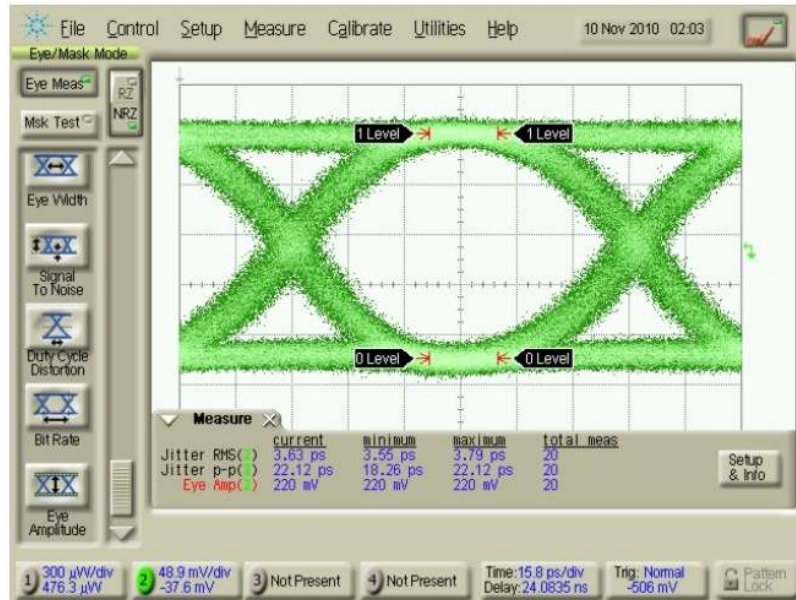 File Control Setup Measure Calibrate Utilities Help 10 Nov 2010 02:03
Eye/Mask Mode
Eye Meas
RZ
NRZ
Msk Test
Eye Width
Signal
To Noise
Duty Cycle
Distortion
Bit Rate
Eye
Amplitude
1 Level 1 Level
0 Level 0 Level
Measure
current minimum maximum total meas
Jitter RMS(2) 3.63 ps 3.55 ps 3.79 ps 20
Jitter p-p(2) 22.12 ps 18.26 ps 22.12 ps 20
Eye Amp(2) 220 mV 220 mV 220 mV 20
Setup
& Info
1) 300 µW/div
476.3 µW
2) 48.9 mV/div
-37.6 mV
3) Not Present
4) Not Present
Time:15.8 ps/div
Delay:24.0835 ns
Trig: Normal
-506 mV
Pattern
Lock